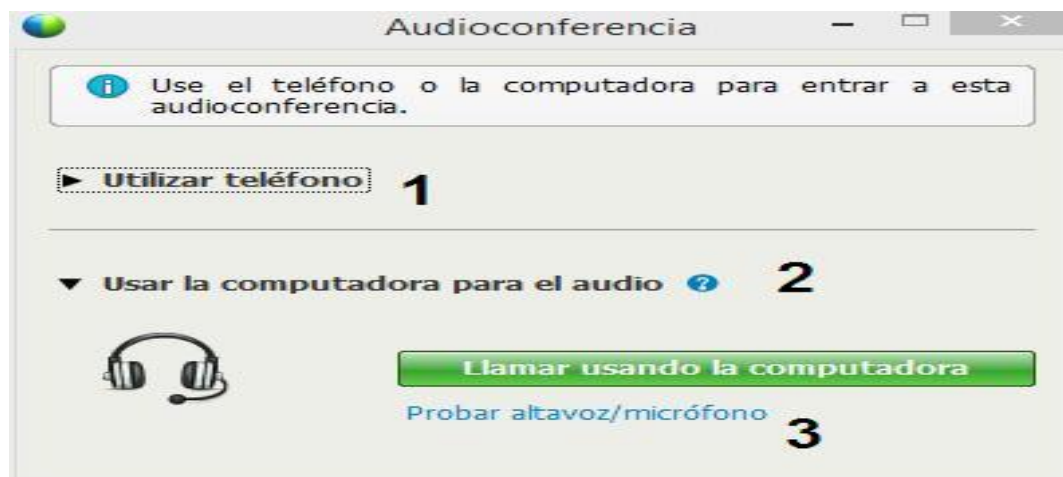 Audioconferencia
Use el teléfono o la computadora para entrar a esta
audioconferencia.
Utilizar teléfono 1
Usar la computadora para el audio ? 2
Llamar usando la computadora
Probar altavoz/micrófono 3